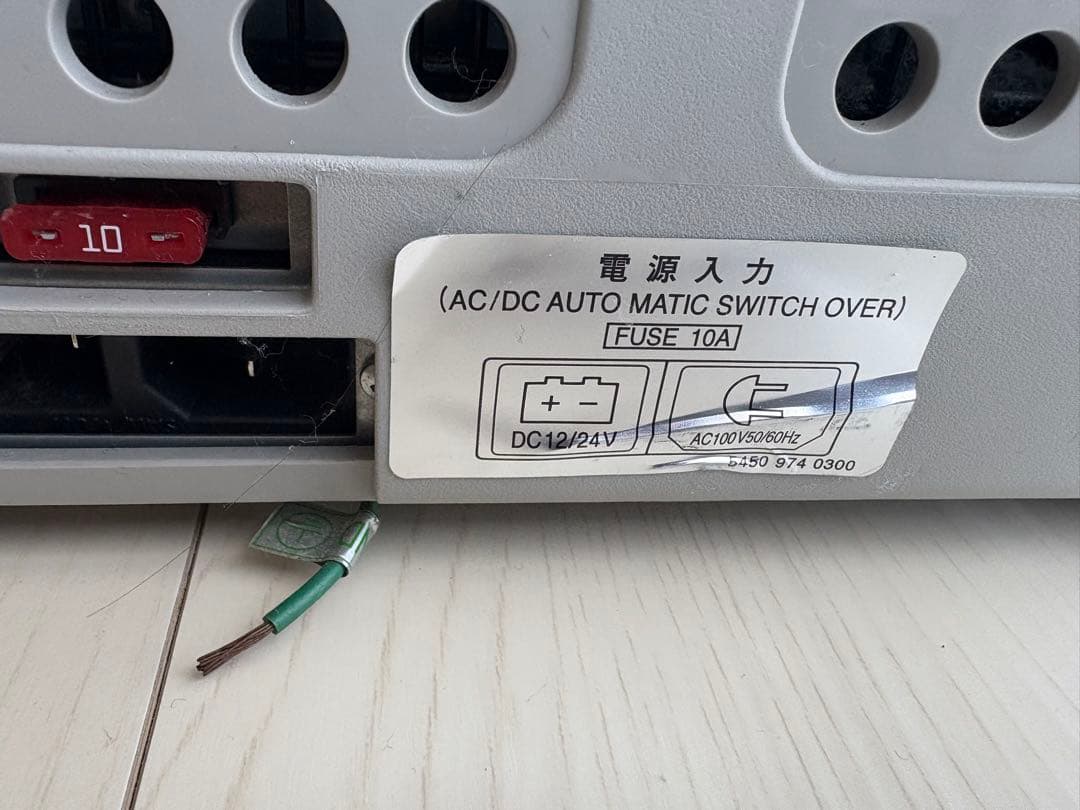 10
電源入力
(AC/DC AUTO MATIC SWITCH OVER)
FUSE 10A
+ −
DC12/24V
AC100V50/60Hz
5450 974 0300